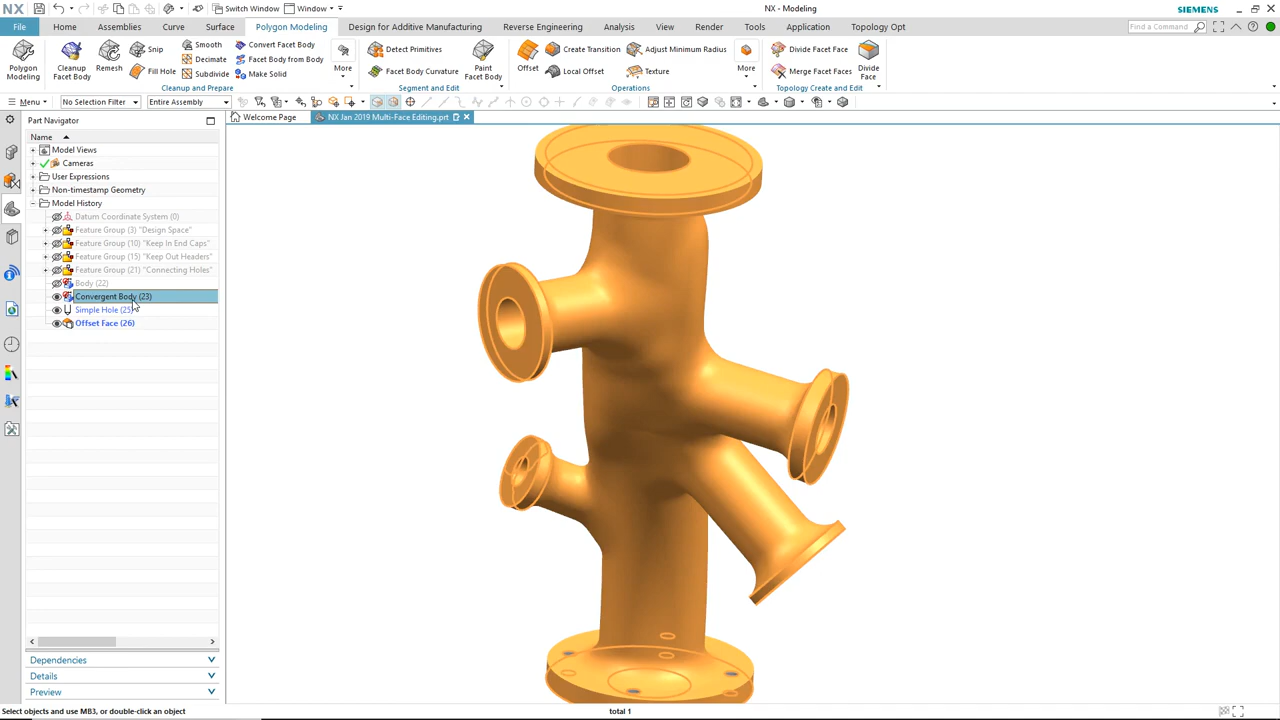 NX Switch Window Window NX - Modeling SIEMENS
File Home Assemblies Curve Surface Polygon Modeling Design for Additive Manufacturing Reverse Engineering Analysis View Render Tools Application Topology Opt Find a Command
Polygon Modeling
Cleanup Facet Body
Remesh
Snip
Fill Hole
Smooth
Decimate
Subdivide
Convert Facet Body
Facet Body from Body
Make Solid
More
Detect Primitives
Facet Body Curvature
Paint Facet Body
Offset
Create Transition
Local Offset
Adjust Minimum Radius
Texture
More
Divide Facet Face
Merge Facet Faces
Divide Face
Cleanup and Prepare Segment and Edit Operations Topology Create and Edit
Menu No Selection Filter Entire Assembly
Part Navigator Welcome Page NX Jan 2019 Multi-Face Editing.prt
Name
Model Views
Cameras
User Expressions
Non-timestamp Geometry
Model History
Datum Coordinate System (0)
Feature Group (3) "Design Space"
Feature Group (10) "Keep In End Caps"
Feature Group (15) "Keep Out Headers"
Feature Group (21) "Connecting Holes"
Body (22)
Convergent Body (23)
Simple Hole (25)
Offset Face (26)
Dependencies
Details
Preview
Select objects and use MB3, or double-click an object total 1